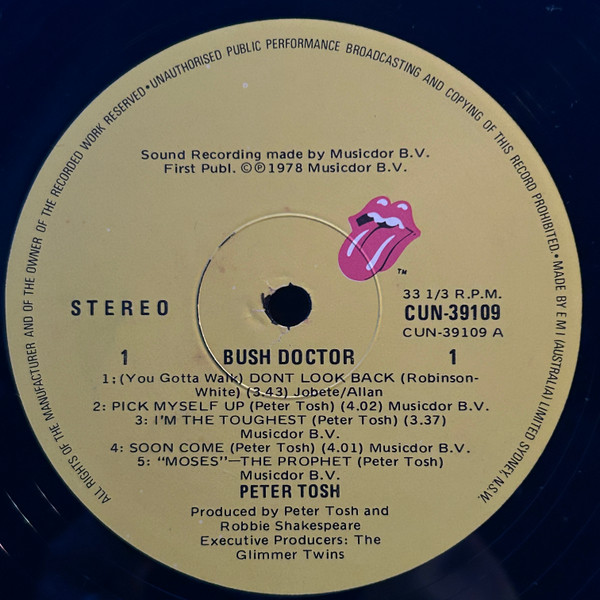 ALL RIGHTS OF THE MANUFACTURER AND OF THE OWNER OF THE RECORDED WORK RESERVED•UNAUTHORISED PUBLIC PERFORMANCE BROADCASTING AND COPYING OF THIS RECORD PROHIBITED.•MADE BY E M I (AUSTRALIA) LIMITED SYDNEY, N.S.W.
Sound Recording made by Musicdor B.V.
First Publ. ©℗1978 Musicdor B.V.
TM
STEREO
33 1/3 R.P.M.
CUN-39109
CUN-39109 A
1 BUSH DOCTOR 1
1: (You Gotta Walk) DONT LOOK BACK (Robinson-
White) (3.43) Jobete/Allan
2: PICK MYSELF UP (Peter Tosh) (4.02) Musicdor B.V.
3: I'M THE TOUGHEST (Peter Tosh) (3.37)
Musicdor B.V.
4: SOON COME (Peter Tosh) (4.01) Musicdor B.V.
5: "MOSES"—THE PROPHET (Peter Tosh)
Musicdor B.V.
PETER TOSH
Produced by Peter Tosh and
Robbie Shakespeare
Executive Producers: The
Glimmer Twins